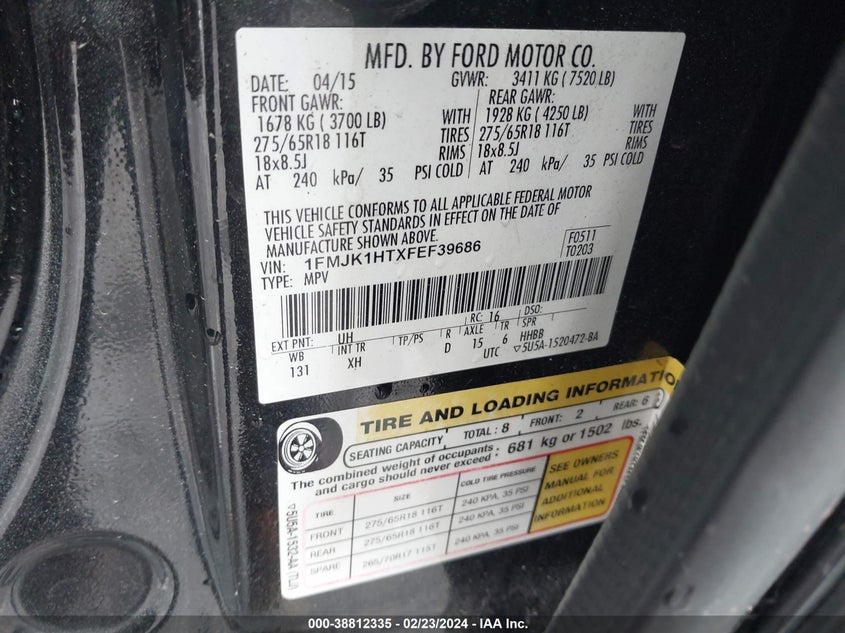 MFD. BY FORD MOTOR CO.
DATE: 04/15 GVWR: 3411 KG ( 7520 LB)
FRONT GAWR: REAR GAWR:
1678 KG ( 3700 LB) WITH 1928 KG ( 4250 LB) WITH
275/65R18 116T TIRES 275/65R18 116T TIRES
18x8.5J RIMS 18x8.5J RIMS
AT 240 kPa/ 35 PSI COLD AT 240 kPa/ 35 PSI COLD
THIS VEHICLE CONFORMS TO ALL APPLICABLE FEDERAL MOTOR
VEHICLE SAFETY STANDARDS IN EFFECT ON THE DATE OF
MANUFACTURE SHOWN ABOVE.
VIN: 1FMJK1HTXFEF39686 F0511
TYPE: MPV T0203
EXT PNT: UH RC: 16 DSO:
WB INT TR TP/PS R AXLE TR SPR
131 XH D 15 6 HHBB
UTC ▽5U5A-1520472-BA
TIRE AND LOADING INFORMATIO
SEATING CAPACITY TOTAL: 8 FRONT: 2 REAR: 6
The combined weight of occupants
and cargo should never exceed : 681 kg or 1502 lbs.
TIRE SIZE COLD TIRE PRESSURE
FRONT 275/65R18 116T 240 KPA, 35 PSI
REAR 275/65R18 116T 240 KPA, 35 PSI
SPARE 265/70R17 115T 240 KPA, 35 PSI
SEE OWNERS
MANUAL FOR
ADDITIONAL
INFORMATION
▽5U5A-1532-AA
000-38812335 - 02/23/2024 - IAA Inc.